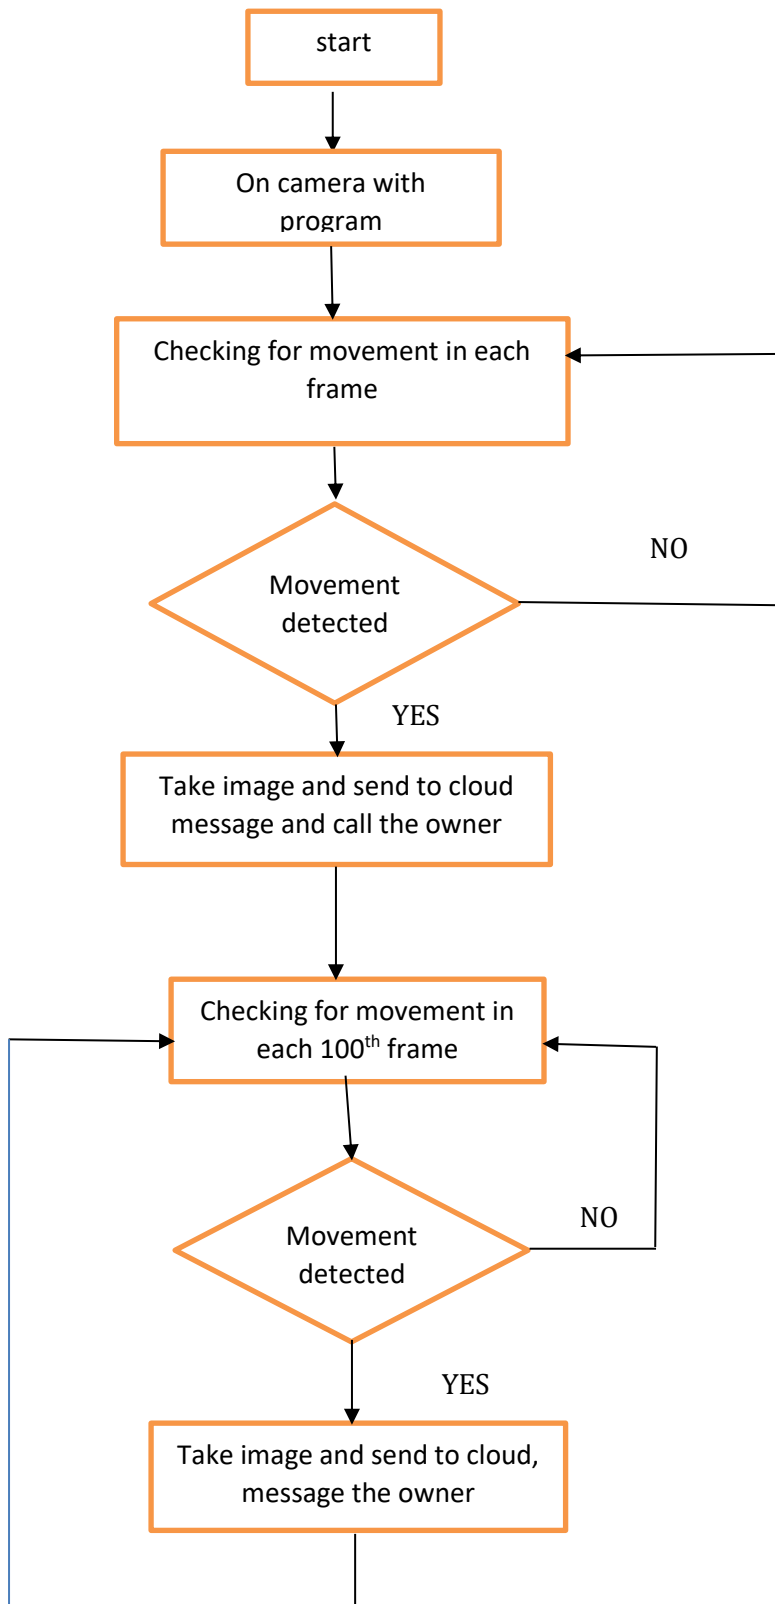 start
On camera with
program
Checking for movement in each
frame
Movement
detected
NO
YES
Take image and send to cloud
message and call the owner
Checking for movement in
each 100th frame
Movement
detected
NO
YES
Take image and send to cloud,
message the owner